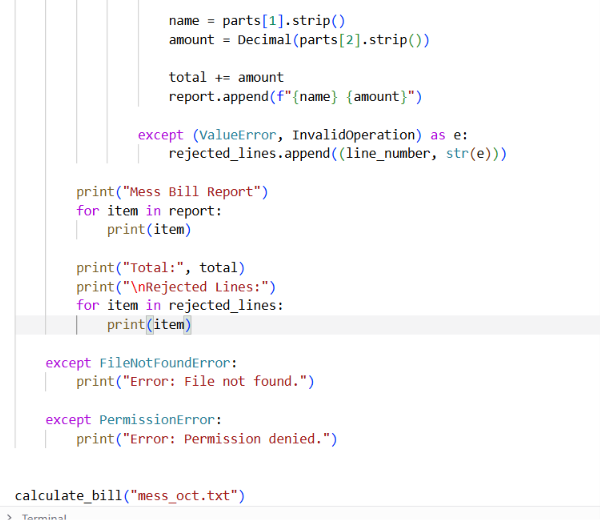 name = parts[1].strip()
amount = Decimal(parts[2].strip())
total += amount
report.append(f"{name} {amount}")
except (ValueError, InvalidOperation) as e:
rejected_lines.append((line_number, str(e)))
print("Mess Bill Report")
for item in report:
print(item)
print("Total:", total)
print("\nRejected Lines:")
for item in rejected_lines:
print(item)
except FileNotFoundError:
print("Error: File not found.")
except PermissionError:
print("Error: Permission denied.")
calculate_bill("mess_oct.txt")
Terminal